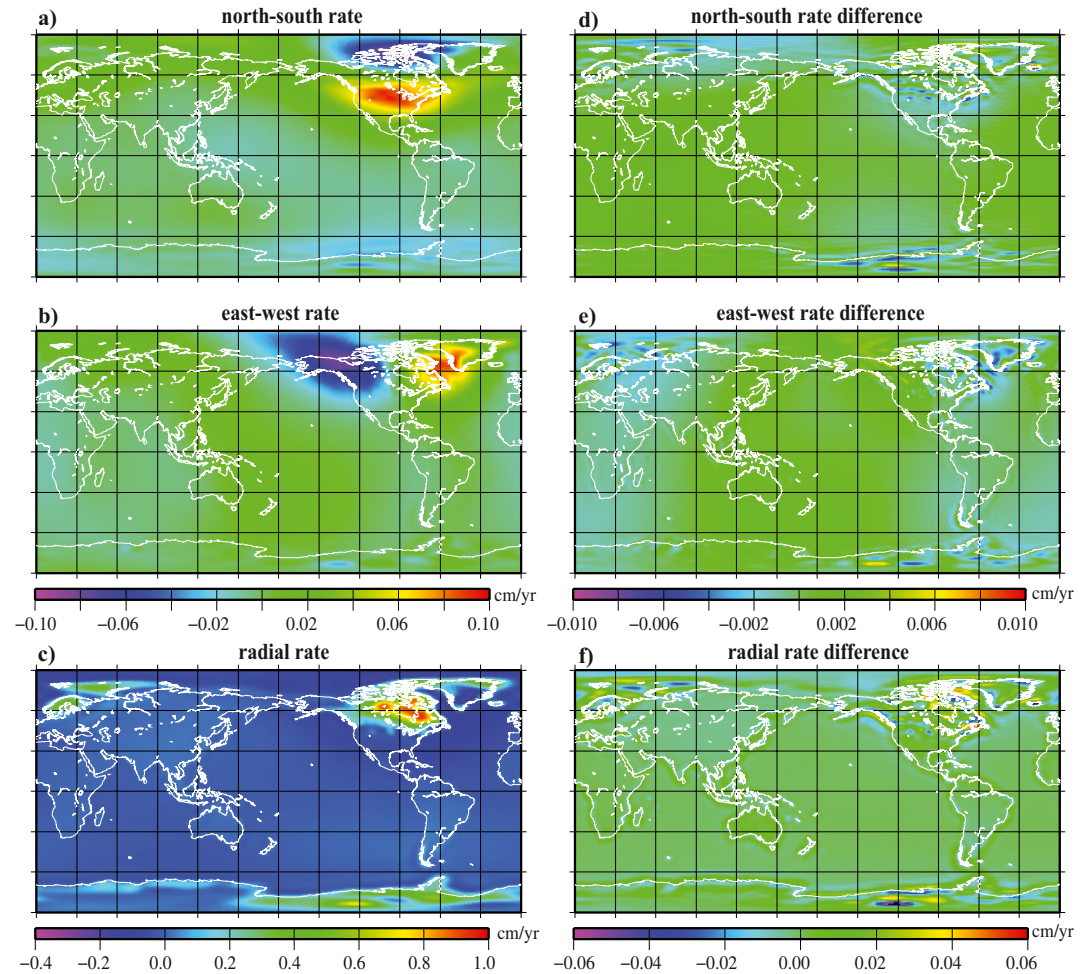 a) north-south rate
d) north-south rate difference
b) east-west rate
e) east-west rate difference
cm/yr
−0.10 −0.06 −0.02 0.02 0.06 0.10
cm/yr
−0.010 −0.006 −0.002 0.002 0.006 0.010
c) radial rate
f) radial rate difference
cm/yr
−0.4 −0.2 0.0 0.2 0.4 0.6 0.8 1.0
cm/yr
−0.06 −0.04 −0.02 0.00 0.02 0.04 0.06